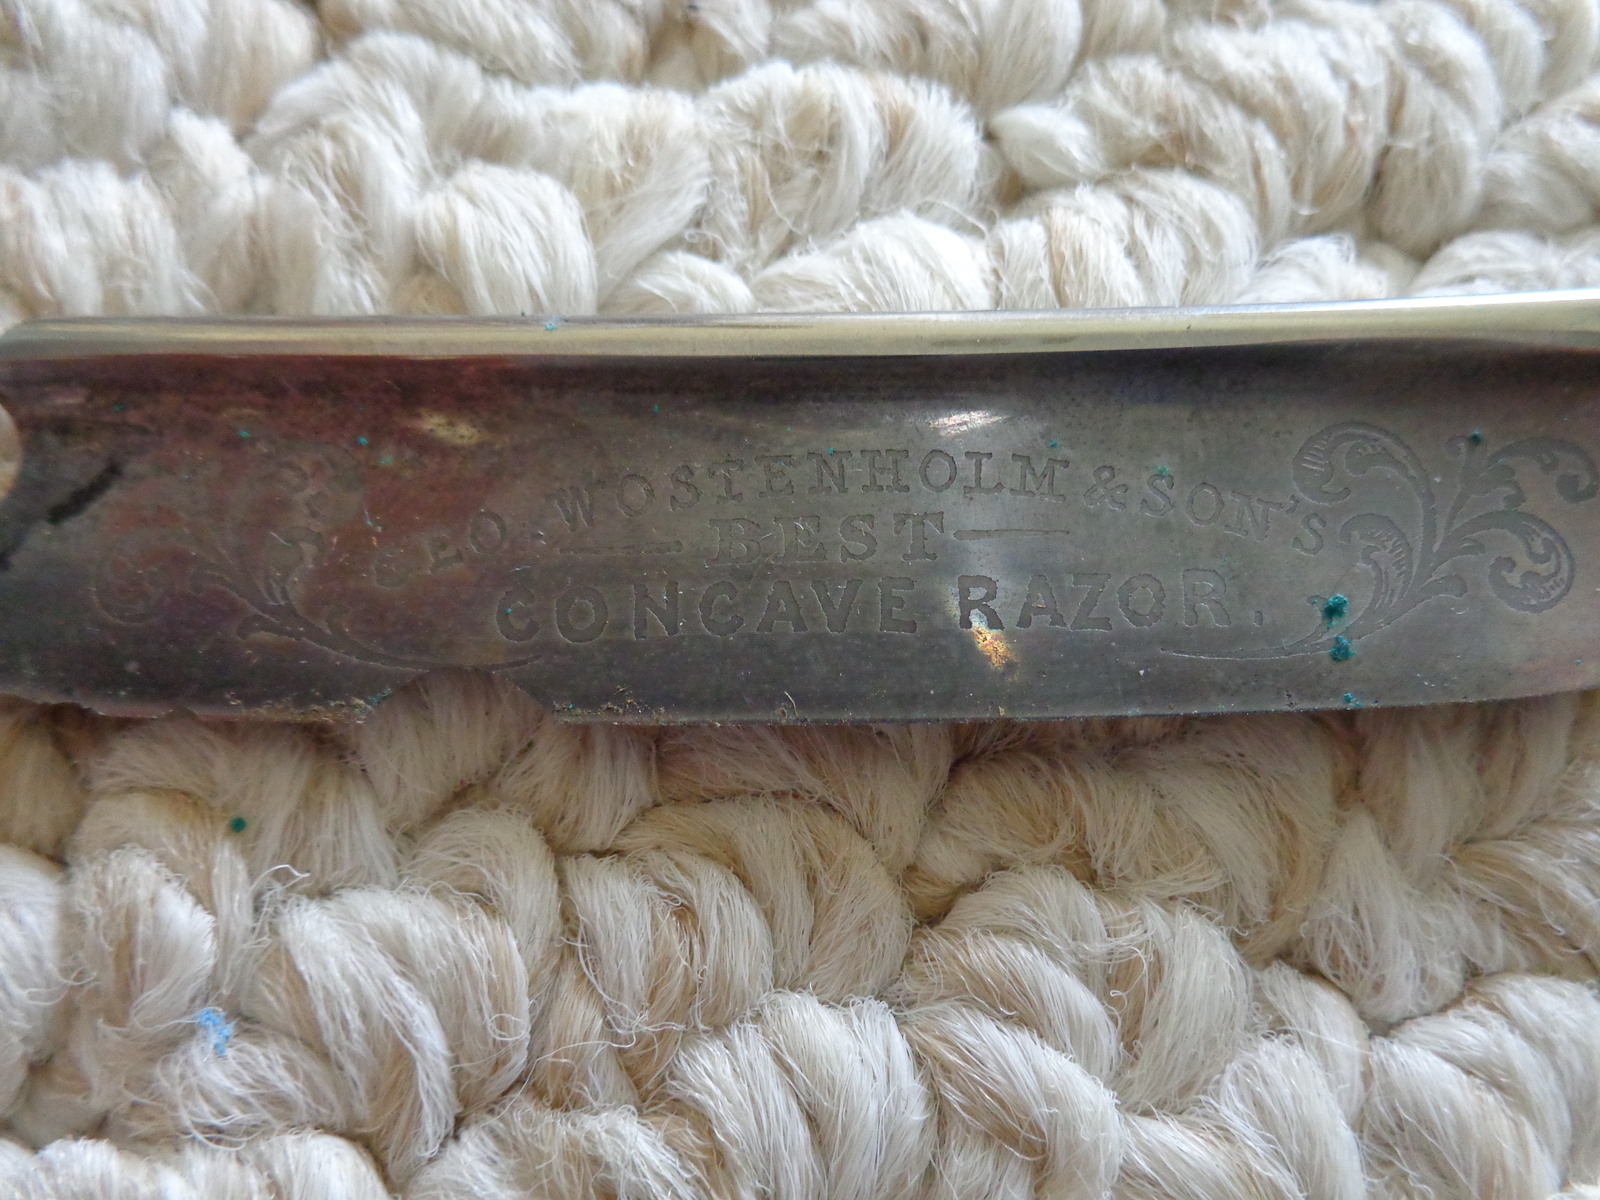 GEO. WOSTENHOLM & SON'S
BEST
CONCAVE RAZOR.